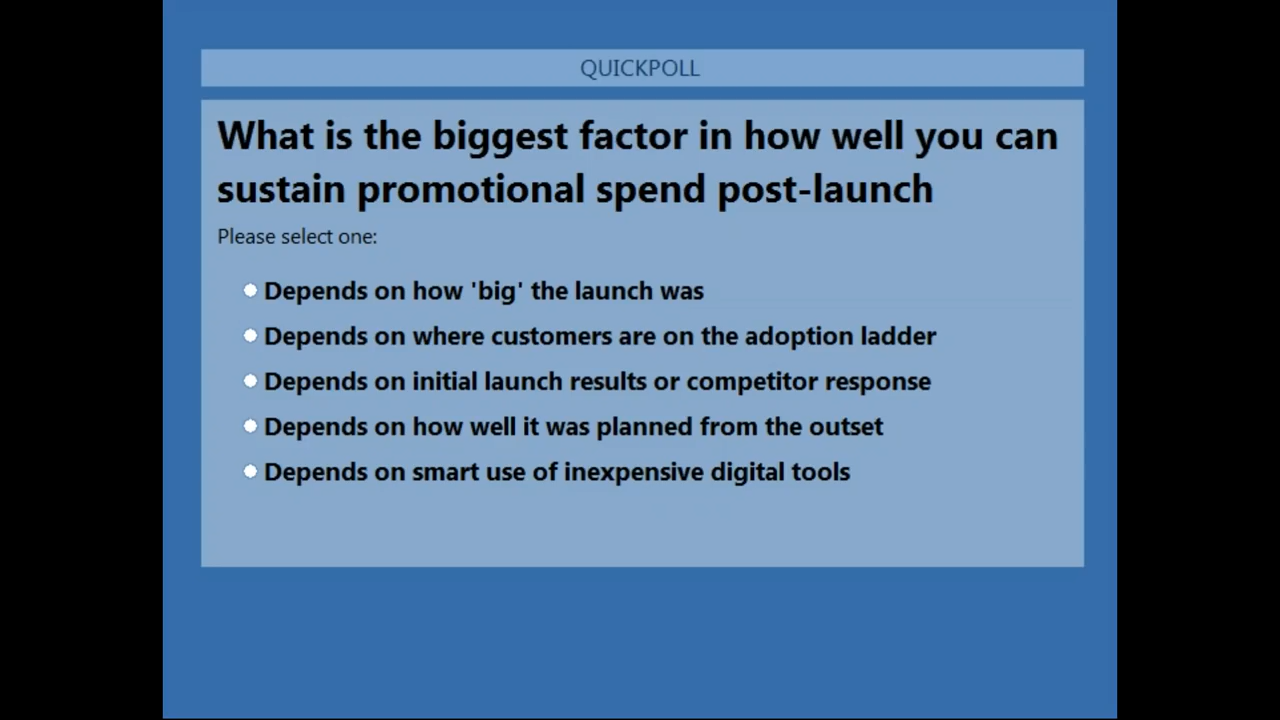 QUICKPOLL
What is the biggest factor in how well you can
sustain promotional spend post-launch
Please select one:
Depends on how 'big' the launch was
Depends on where customers are on the adoption ladder
Depends on initial launch results or competitor response
Depends on how well it was planned from the outset
Depends on smart use of inexpensive digital tools